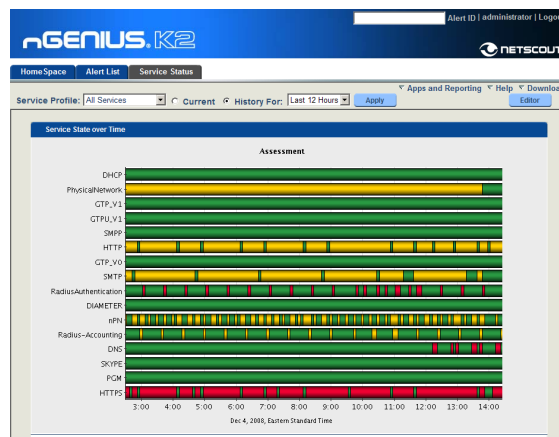 Alert ID | administrator | Logou
nGENIUS. K2
NETSCOUT
HomeSpace Alert List Service Status
Apps and Reporting Help Downloa
Service Profile: All Services Current History For: Last 12 Hours Apply Editor
Service State over Time
Assessment
DHCP
PhysicalNetwork
GTP_V1
GTPU_V1
SMPP
HTTP
GTP_V0
SMTP
RadiusAuthentication
DIAMETER
nPN
Radius-Accounting
DNS
SKYPE
PGM
HTTPS
3:00 4:00 5:00 6:00 7:00 8:00 9:00 10:00 11:00 12:00 13:00 14:00
Dec 4, 2008, Eastern Standard Time